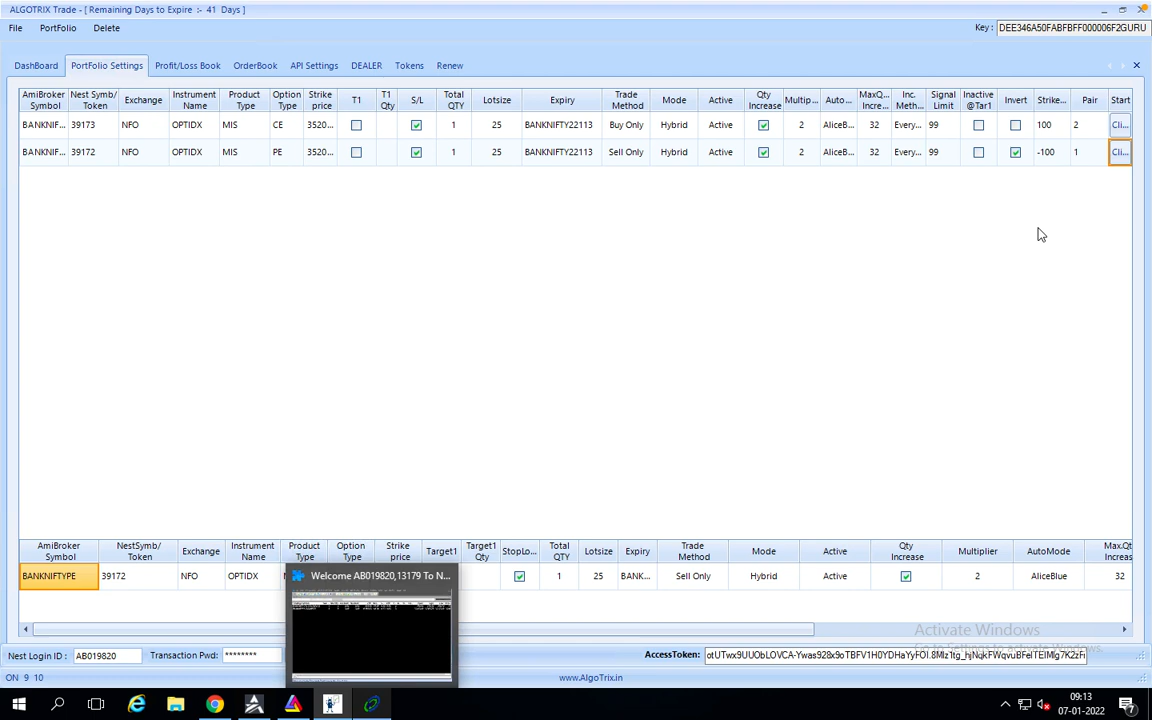 ALGOTRIX Trade - [ Remaining Days to Expire :- 41 Days ]
File PortFolio Delete Key : DEE346A50FABFBFF000006F2GURU
DashBoard PortFolio Settings Profit/Loss Book OrderBook API Settings DEALER Tokens Renew
AmiBroker Symbol Nest Symb/ Token Exchange Instrument Name Product Type Option Type Strike price T1 T1 Qty S/L Total QTY Lotsize Expiry Trade Method Mode Active Qty Increase Multip... Auto... MaxQ... Incre... Inc. Meth... Signal Limit Inactive @Tar1 Invert Strike... Pair Start
BANKNIF... 39173 NFO OPTIDX MIS CE 3520... 1 25 BANKNIFTY22113 Buy Only Hybrid Active 2 AliceB... 32 Every... 99 100 2 Cli...
BANKNIF... 39172 NFO OPTIDX MIS PE 3520... 1 25 BANKNIFTY22113 Sell Only Hybrid Active 2 AliceB... 32 Every... 99 -100 1 Cli...
AmiBroker Symbol NestSymb/ Token Exchange Instrument Name Product Type Option Type Strike price Target1 Target1 Qty StopLo... Total QTY Lotsize Expiry Trade Method Mode Active Qty Increase Multiplier AutoMode Max.Qt Increas
BANKNIFTYPE 39172 NFO OPTIDX 1 25 BANK... Sell Only Hybrid Active 2 AliceBlue 32
Welcome AB019820,13179 To N...
Activate Windows
Nest Login ID : AB019820 Transaction Pwd: ******** AccessToken:
ON 9 10 www.AlgoTrix.in
09:13
07-01-2022
7